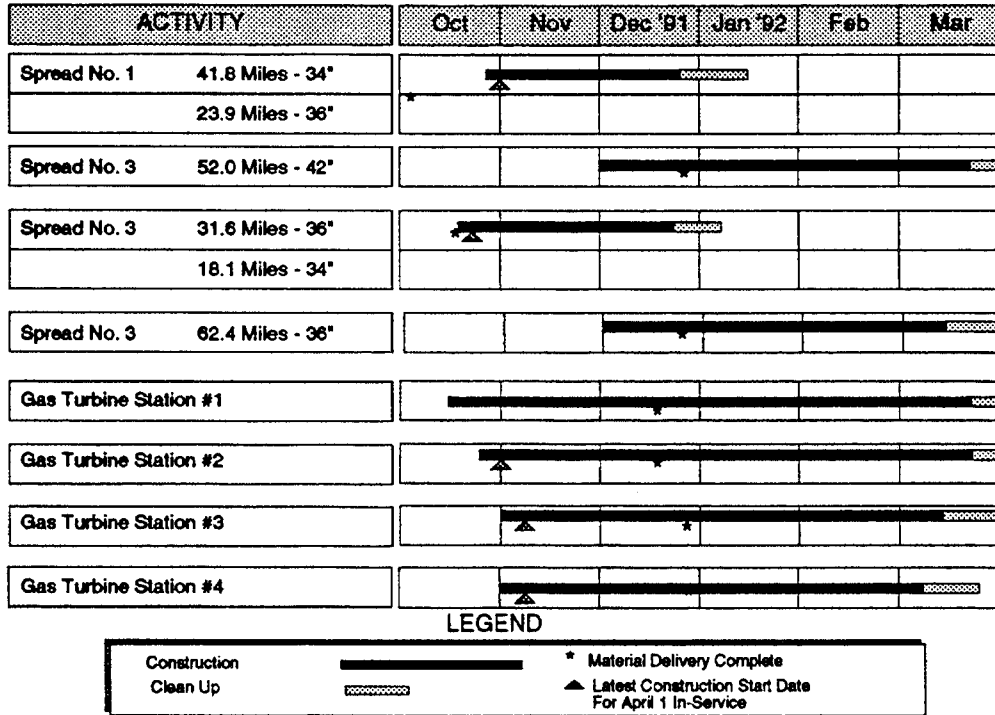 ACTIVITY Oct Nov Dec '91 Jan '92 Feb Mar
Spread No. 1 41.8 Miles - 34"
23.9 Miles - 36"
Spread No. 3 52.0 Miles - 42"
Spread No. 3 31.6 Miles - 36"
18.1 Miles - 34"
Spread No. 3 62.4 Miles - 36"
Gas Turbine Station #1
Gas Turbine Station #2
Gas Turbine Station #3
Gas Turbine Station #4
LEGEND
Construction * Material Delivery Complete
Clean Up Latest Construction Start Date
For April 1 In-Service